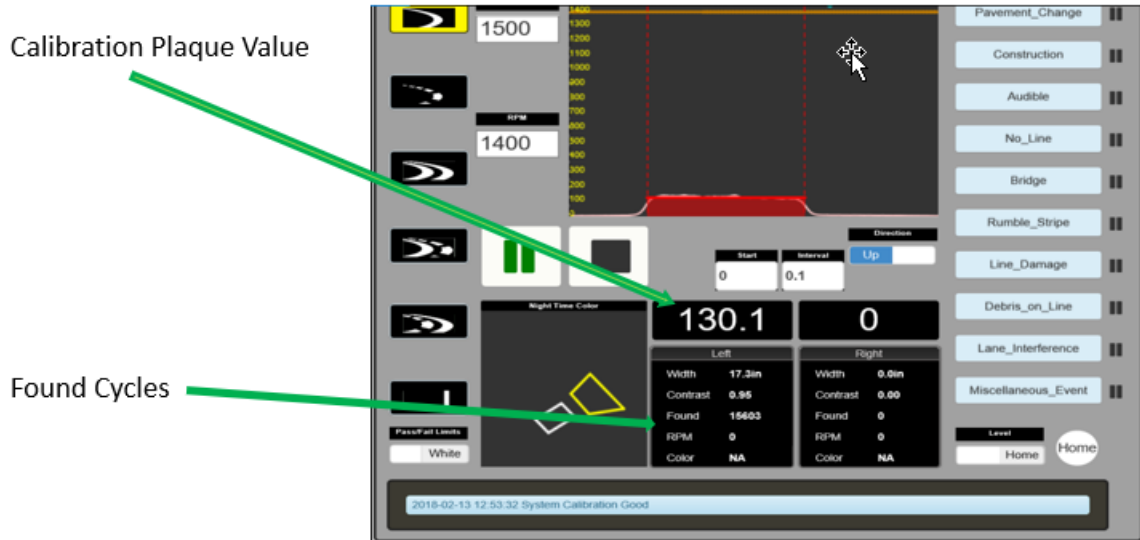 Calibration Plaque Value
Found Cycles
1500
RPM
1400
1400
1300
1200
1100
1000
900
800
700
600
500
400
300
200
100
0
Pavement_Change
Construction
Audible
No_Line
Bridge
Rumble_Stripe
Line_Damage
Debris_on_Line
Lane_Interference
Miscellaneous_Event
Direction
Up
Start
Interval
0
0.1
Night Time Color
130.1
0
Left
Width 17.3in
Contrast 0.95
Found 15603
RPM 0
Color NA
Right
Width 0.0in
Contrast 0.00
Found 0
RPM 0
Color NA
Pass/Fail Limits
White
Level
Home
Home
2018-02-13 12:53:32 System Calibration Good